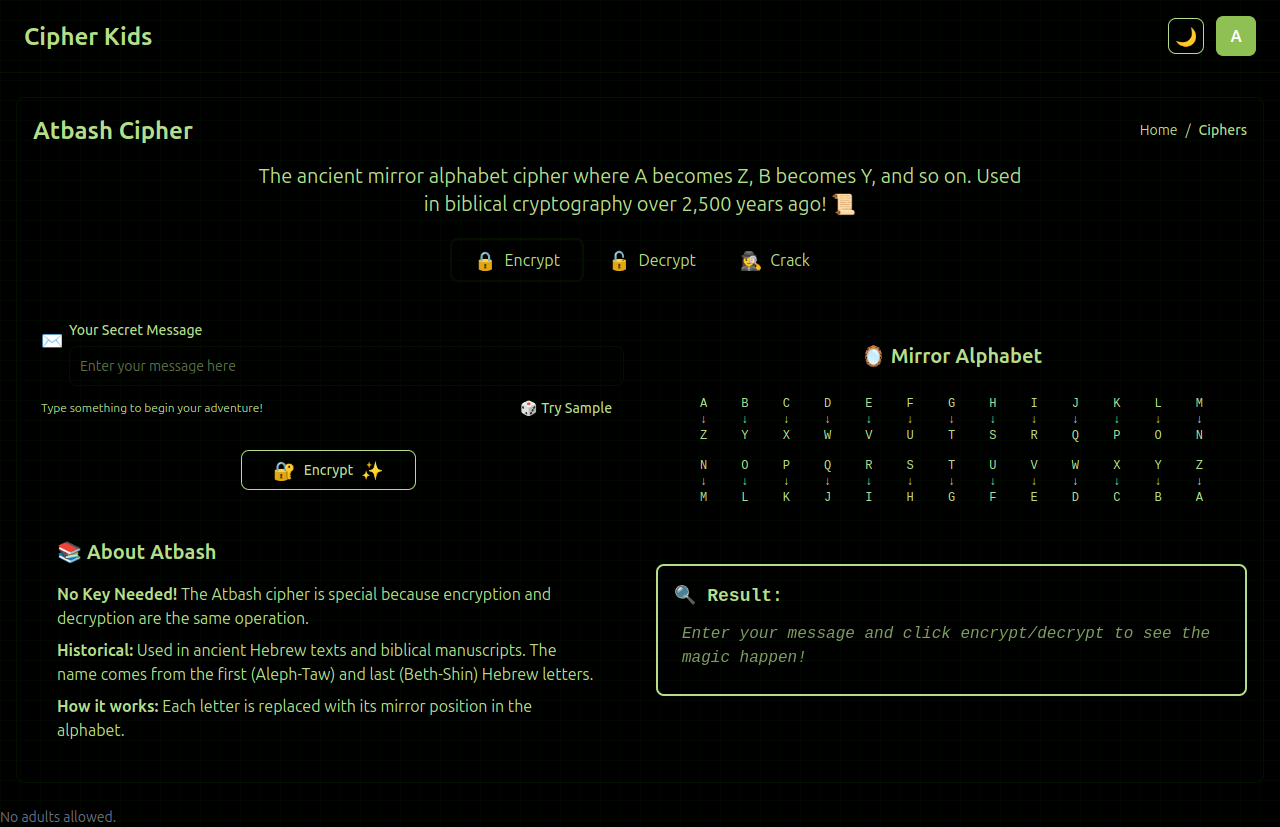 Cipher Kids
A
Atbash Cipher
Home / Ciphers
The ancient mirror alphabet cipher where A becomes Z, B becomes Y, and so on. Used
in biblical cryptography over 2,500 years ago! 📜
🔒 Encrypt
🔓 Decrypt
🕵️ Crack
Your Secret Message
Enter your message here
Type something to begin your adventure!
🎲 Try Sample
🔐 Encrypt ✨
🪞 Mirror Alphabet
A B C D E F G H I J K L M
↓ ↓ ↓ ↓ ↓ ↓ ↓ ↓ ↓ ↓ ↓ ↓ ↓
Z Y X W V U T S R Q P O N
N O P Q R S T U V W X Y Z
↓ ↓ ↓ ↓ ↓ ↓ ↓ ↓ ↓ ↓ ↓ ↓ ↓
M L K J I H G F E D C B A
📚 About Atbash
No Key Needed! The Atbash cipher is special because encryption and
decryption are the same operation.
Historical: Used in ancient Hebrew texts and biblical manuscripts. The
name comes from the first (Aleph-Taw) and last (Beth-Shin) Hebrew letters.
How it works: Each letter is replaced with its mirror position in the
alphabet.
🔍 Result:
Enter your message and click encrypt/decrypt to see the
magic happen!
No adults allowed.